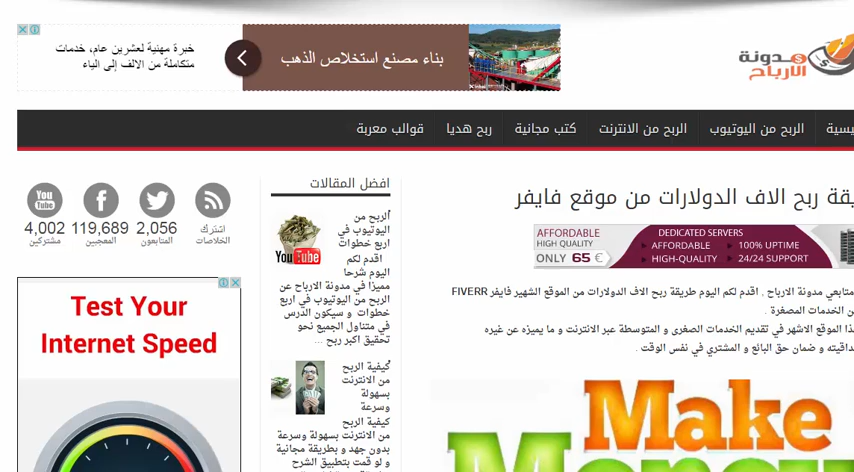 خبرة مهنية لعشرين عام، خدمات
متكاملة من الالف إلى الياء
بناء مصنع استخلاص الذهب
مدونة
الارباح
الربح من اليوتيوب
الربح من الانترنت
كتب مجانية
ربح هديا
قوالب معربة
ربح الاف الدولارات من موقع فايفر
AFFORDABLE
HIGH QUALITY
ONLY 65 €
DEDICATED SERVERS
AFFORDABLE
100% UPTIME
HIGH-QUALITY
24/24 SUPPORT
متابعي مدونة الارباح , اقدم لكم اليوم طريقة ربح الاف الدولارات من الموقع الشهير فايفر FIVERR
الخدمات المصغرة .
الموقع الاشهر في تقديم الخدمات الصغرى و المتوسطة عبر الانترنت و ما يميزه عن غيره
و ضمان حق البائع و المشتري في نفس الوقت .
Make
Money
افضل المقالات
الربح من
اليوتيوب في
اربع خطوات
اقدم لكم
اليوم شرحا
مميزا في مدونة الارباح عن
الربح من اليوتيوب في اربع
خطوات و سيكون الدرس
في متناول الجميع نحو
تحقيق اكبر ربح ...
YouTube
كيفية الربح
من الانترنت
بسهولة
وسرعة
كيفية الربح
من الانترنت بسهولة وسرعة
بدون جهد و بطريقة مجانية
و لو قمت بتطبيق الشرح
اشترك
الخلاصات
2,056
المتابعون
119,689
المعجبين
You
Tube
4,002
مشتركين
Test Your
Internet Speed